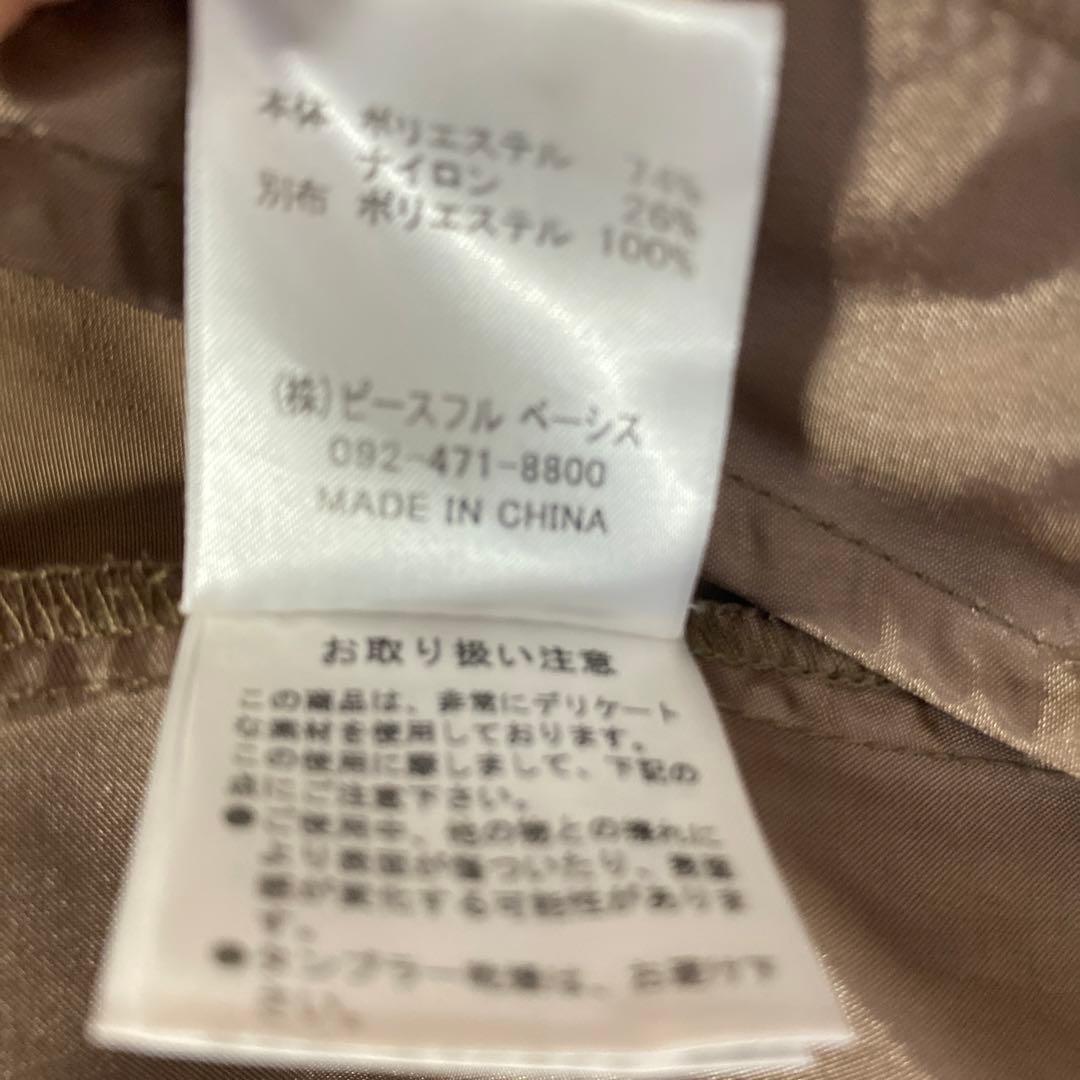 本体 ポリエステル 74%
ナイロン 26%
別布 ポリエステル 100%
(株)ピースフル ベーシス
092-471-8800
MADE IN CHINA
お取り扱い注意
この商品は、非常にデリケート
な素材を使用しております。
この使用に際しまして、下記の
点にご注意下さい。
●ご使用中、他の物との擦れに
より表面が傷ついたり、表面
感が変化する可能性がありま
す。
●タンブラー乾燥は、お避け下
さい。